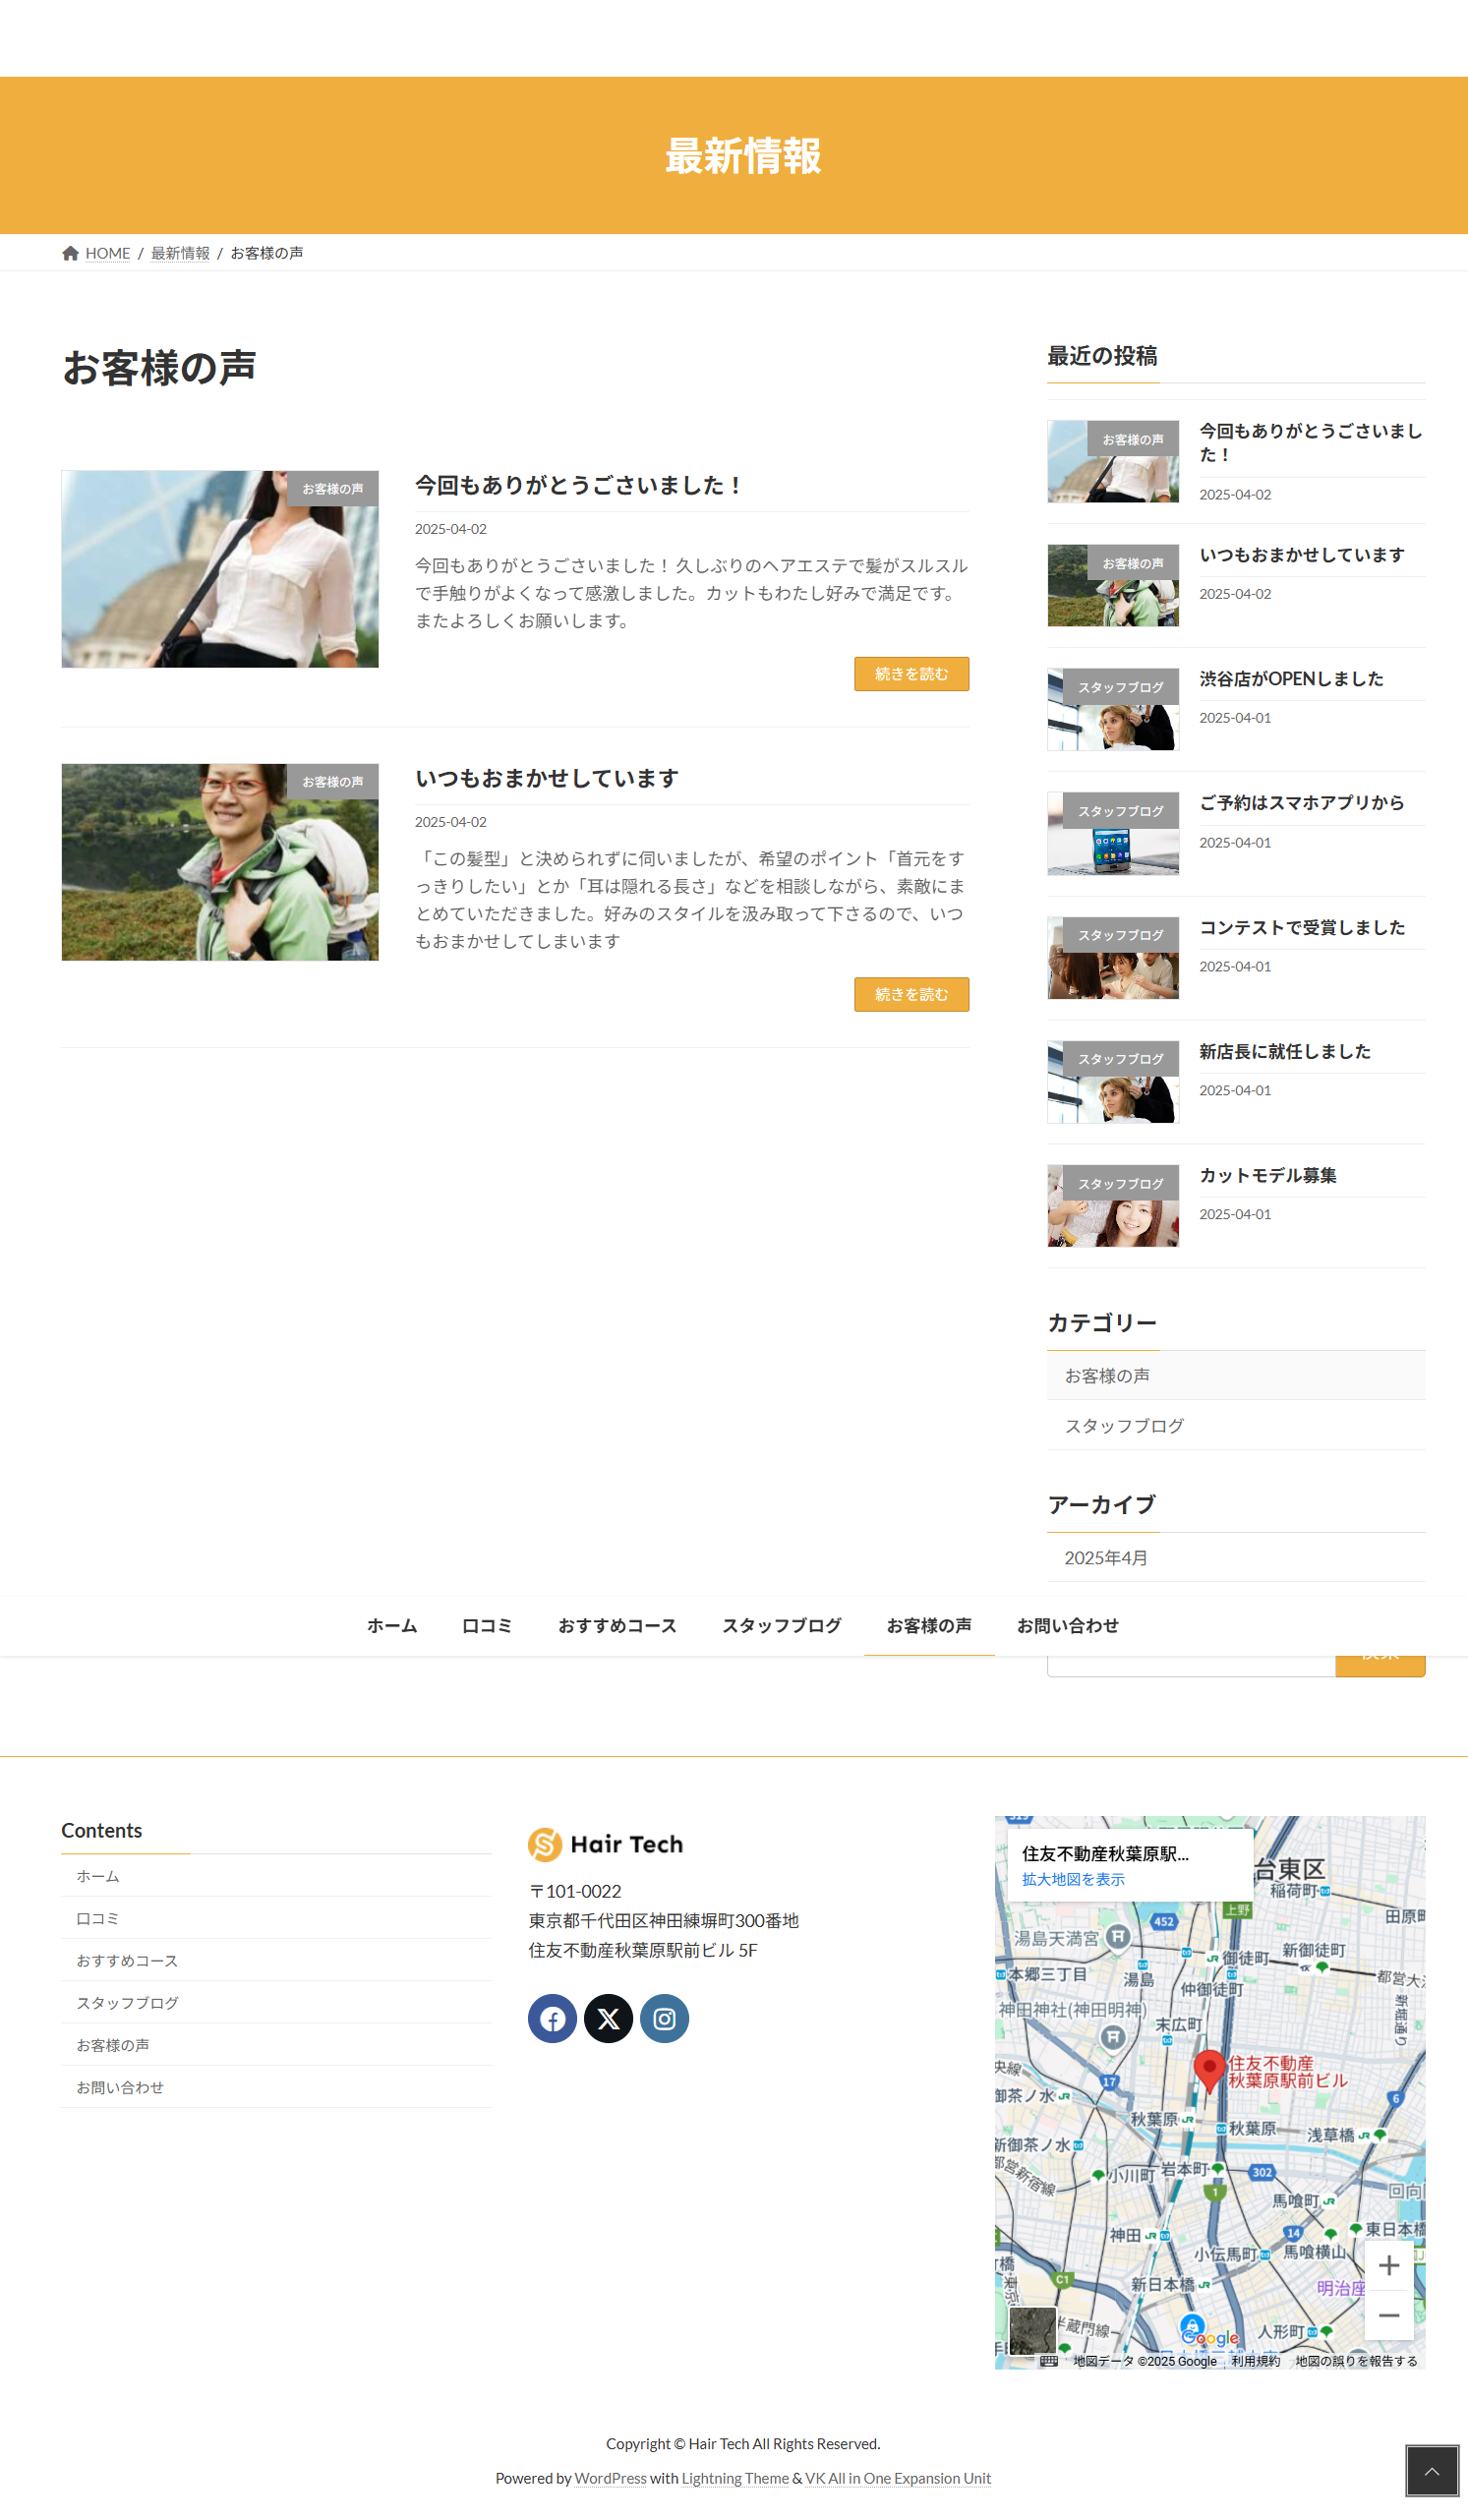 最新情報
HOME / 最新情報 / お客様の声
お客様の声
お客様の声
今回もありがとうございました！
2025-04-02
今回もありがとうございました！ 久しぶりのヘアエステで髪がスルスル
で手触りがよくなって感激しました。カットもわたし好みで満足です。
またよろしくお願いします。
続きを読む
お客様の声
いつもおまかせしています
2025-04-02
「この髪型」と決められずに伺いましたが、希望のポイント「首元をす
っきりしたい」とか「耳は隠れる長さ」などを相談しながら、素敵にま
とめていただきました。好みのスタイルを汲み取って下さるので、いつ
もおまかせしてしまいます
続きを読む
最近の投稿
お客様の声
今回もありがとうございまし
た！
2025-04-02
お客様の声
いつもおまかせしています
2025-04-02
スタッフブログ
渋谷店がOPENしました
2025-04-01
スタッフブログ
ご予約はスマホアプリから
2025-04-01
スタッフブログ
コンテストで受賞しました
2025-04-01
スタッフブログ
新店長に就任しました
2025-04-01
スタッフブログ
カットモデル募集
2025-04-01
カテゴリー
お客様の声
スタッフブログ
アーカイブ
2025年4月
ホーム 口コミ おすすめコース スタッフブログ お客様の声 お問い合わせ
Contents
ホーム
口コミ
おすすめコース
スタッフブログ
お客様の声
お問い合わせ
Hair Tech
〒101-0022
東京都千代田区神田練塀町300番地
住友不動産秋葉原駅前ビル 5F
住友不動産秋葉原駅...
拡大地図を表示
台東区
稲荷町
上野
田原町
452
湯島天満宮
御徒町
新御徒町
本郷三丁目
湯島
仲御徒町
都営大
新堀通り
神田神社(神田明神)
末広町
住友不動産
秋葉原駅前ビル
央線
17
御茶ノ水
6
秋葉原
秋葉原
浅草橋
新御茶ノ水
都営新宿線
小川町
岩本町
302
1
馬喰町
回向
神田
14
東日本橋
小伝馬町
馬喰横山
C1
新日本橋
明治座
半蔵門線
人形町
Google
地図データ ©2025 Google 利用規約 地図の誤りを報告する
Copyright © Hair Tech All Rights Reserved.
Powered by WordPress with Lightning Theme & VK All in One Expansion Unit